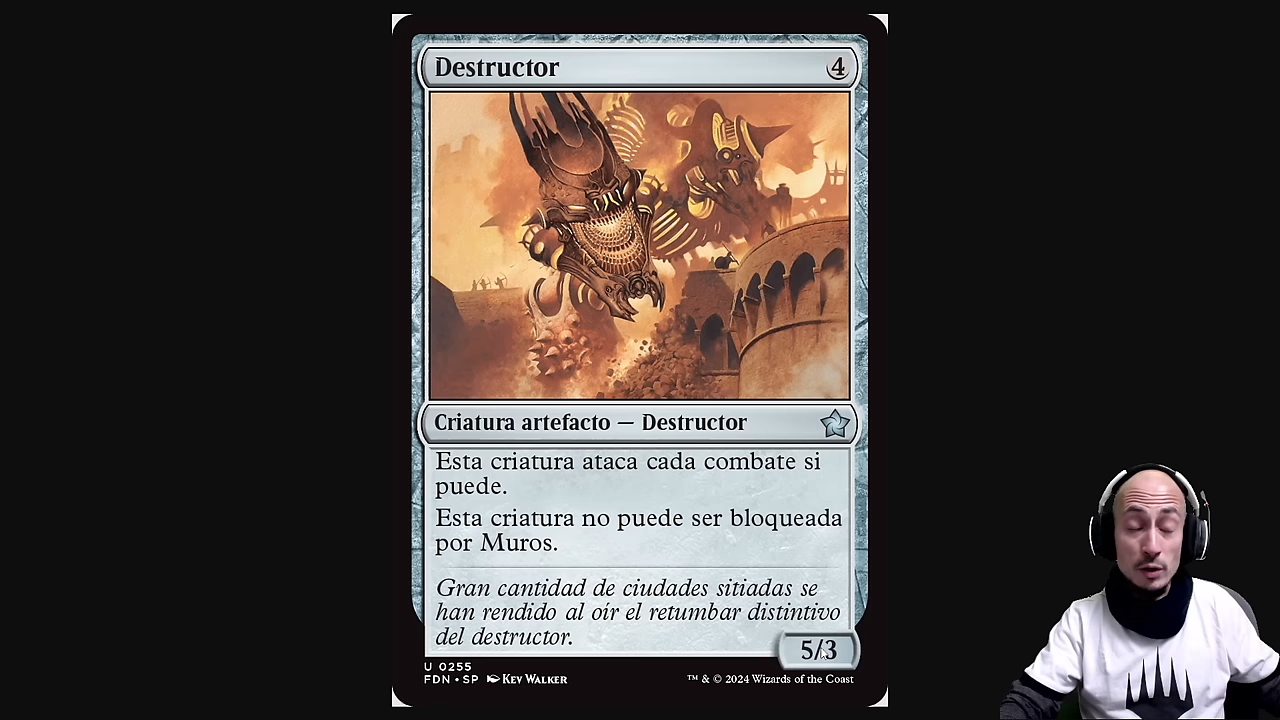 Destructor 4
Criatura artefacto — Destructor
Esta criatura ataca cada combate si
puede.
Esta criatura no puede ser bloqueada
por Muros.
Gran cantidad de ciudades sitiadas se
han rendido al oír el retumbar distintivo
del destructor.
5/3
U 0255
FDN • SP Kev Walker
™ & © 2024 Wizards of the Coast